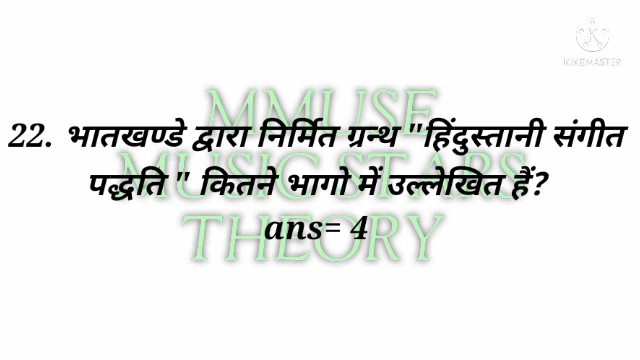 KINEMASTER
MMUSE
22. भातखण्डे द्वारा निर्मित ग्रन्थ "हिंदुस्तानी संगीत
MUSIC STARS
पद्धति " कितने भागो में उल्लेखित हैं?
THEORY
ans= 4